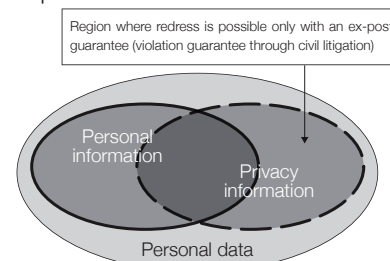 Region where redress is possible only with an ex-post
guarantee (violation guarantee through civil litigation)
Personal
information
Privacy
information
Personal data